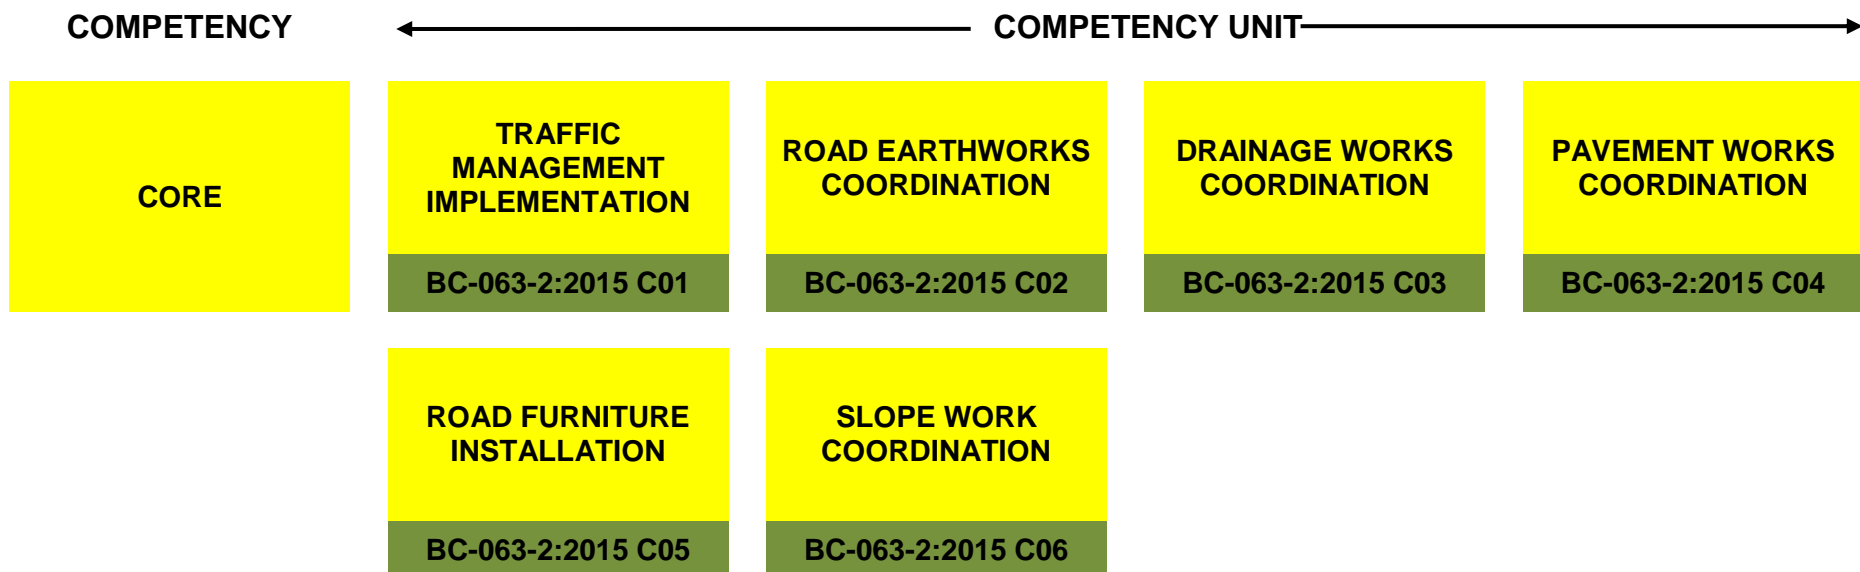 COMPETENCY
COMPETENCY UNIT
CORE
TRAFFIC
MANAGEMENT
IMPLEMENTATION
BC-063-2:2015 C01
ROAD EARTHWORKS
COORDINATION
BC-063-2:2015 C02
DRAINAGE WORKS
COORDINATION
BC-063-2:2015 C03
PAVEMENT WORKS
COORDINATION
BC-063-2:2015 C04
ROAD FURNITURE
INSTALLATION
BC-063-2:2015 C05
SLOPE WORK
COORDINATION
BC-063-2:2015 C06